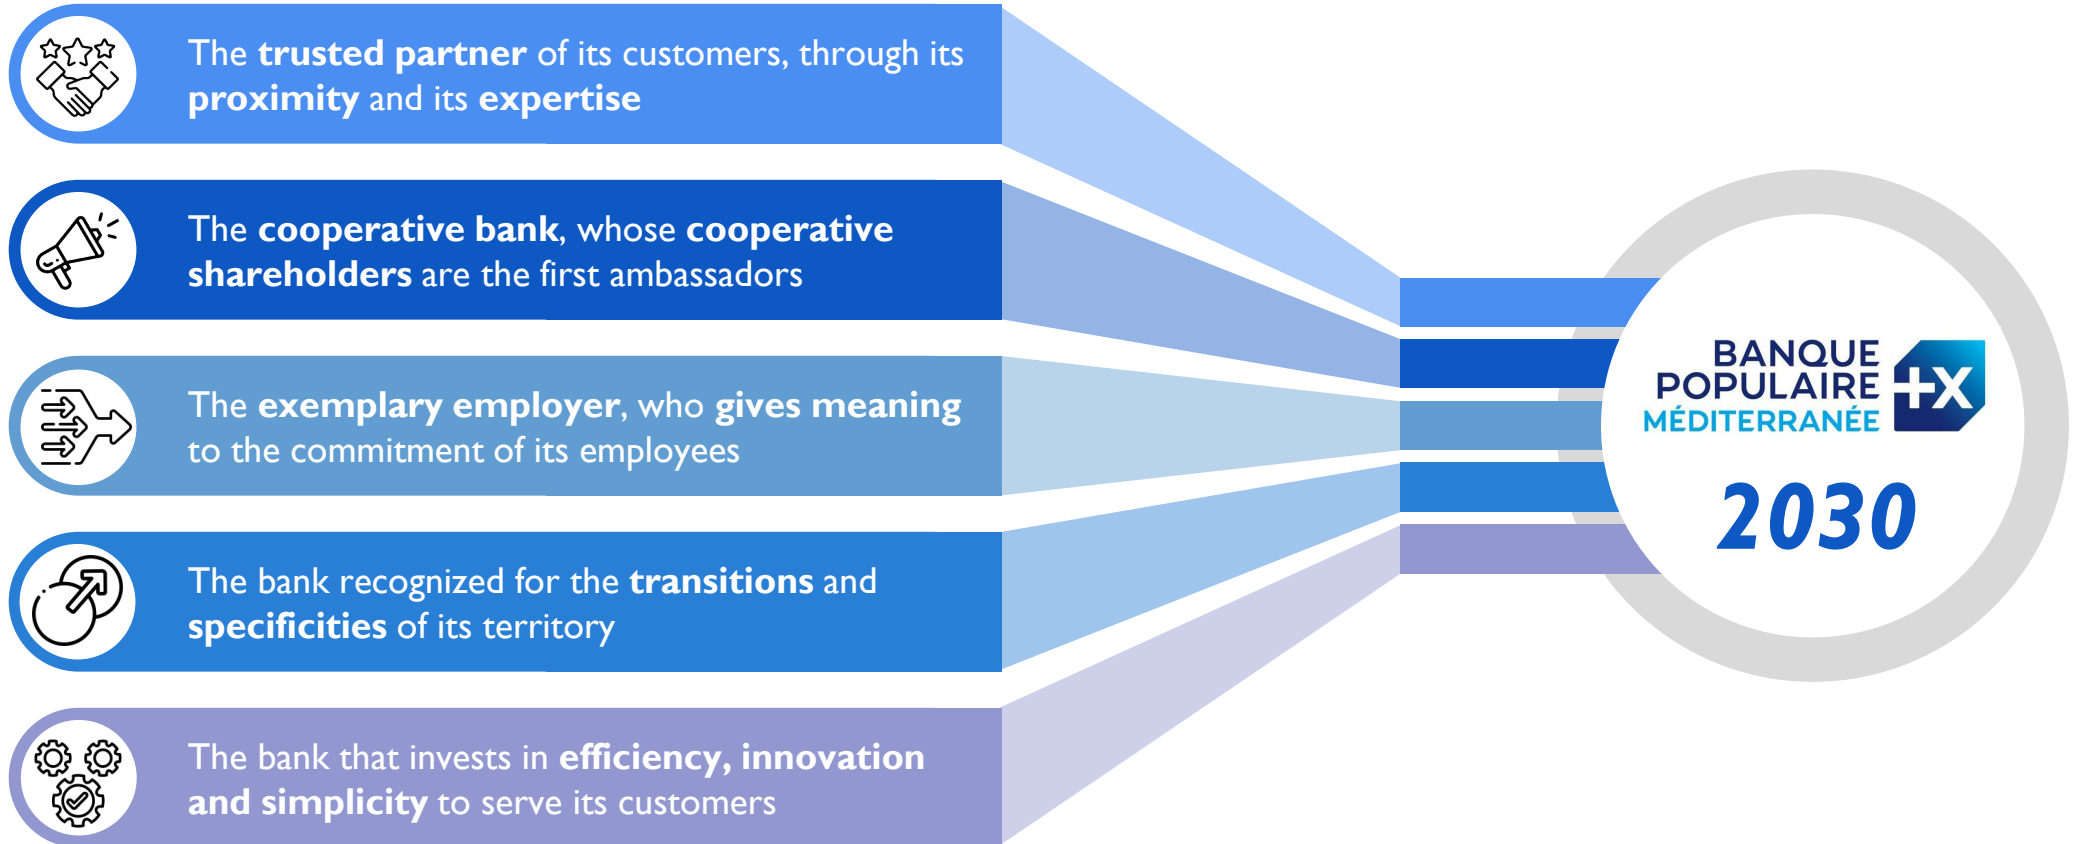 The trusted partner of its customers, through its
proximity and its expertise
The cooperative bank, whose cooperative
shareholders are the first ambassadors
The exemplary employer, who gives meaning
to the commitment of its employees
The bank recognized for the transitions and
specificities of its territory
The bank that invests in efficiency, innovation
and simplicity to serve its customers
BANQUE
POPULAIRE
MÉDITERRANÉE
+X
2030